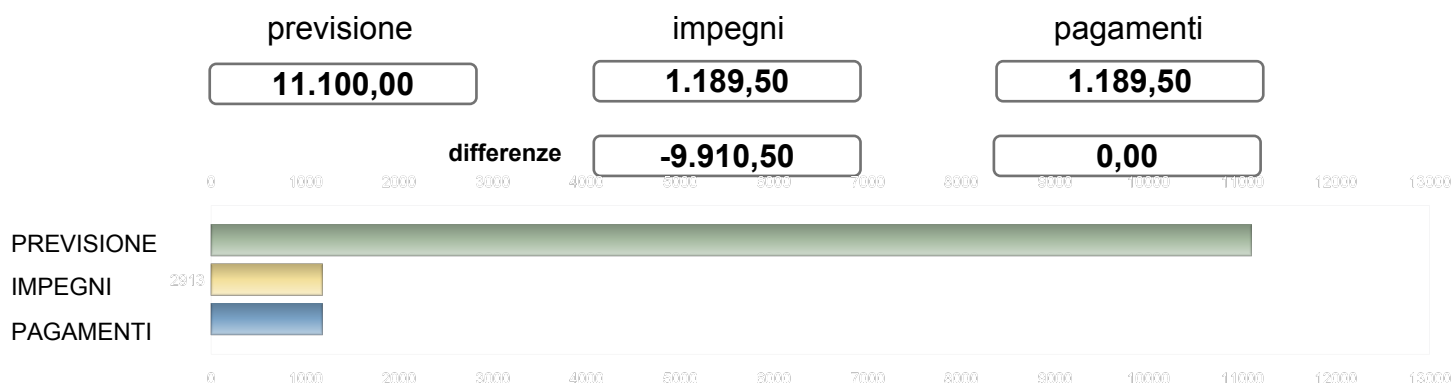 previsione impegni pagamenti
11.100,00 1.189,50 1.189,50
differenze -9.910,50 0,00
0 1000 2000 3000 4000 5000 6000 7000 8000 9000 10000 11000 12000 13000
PREVISIONE
2913
IMPEGNI
PAGAMENTI
0 1000 2000 3000 4000 5000 6000 7000 8000 9000 10000 11000 12000 13000